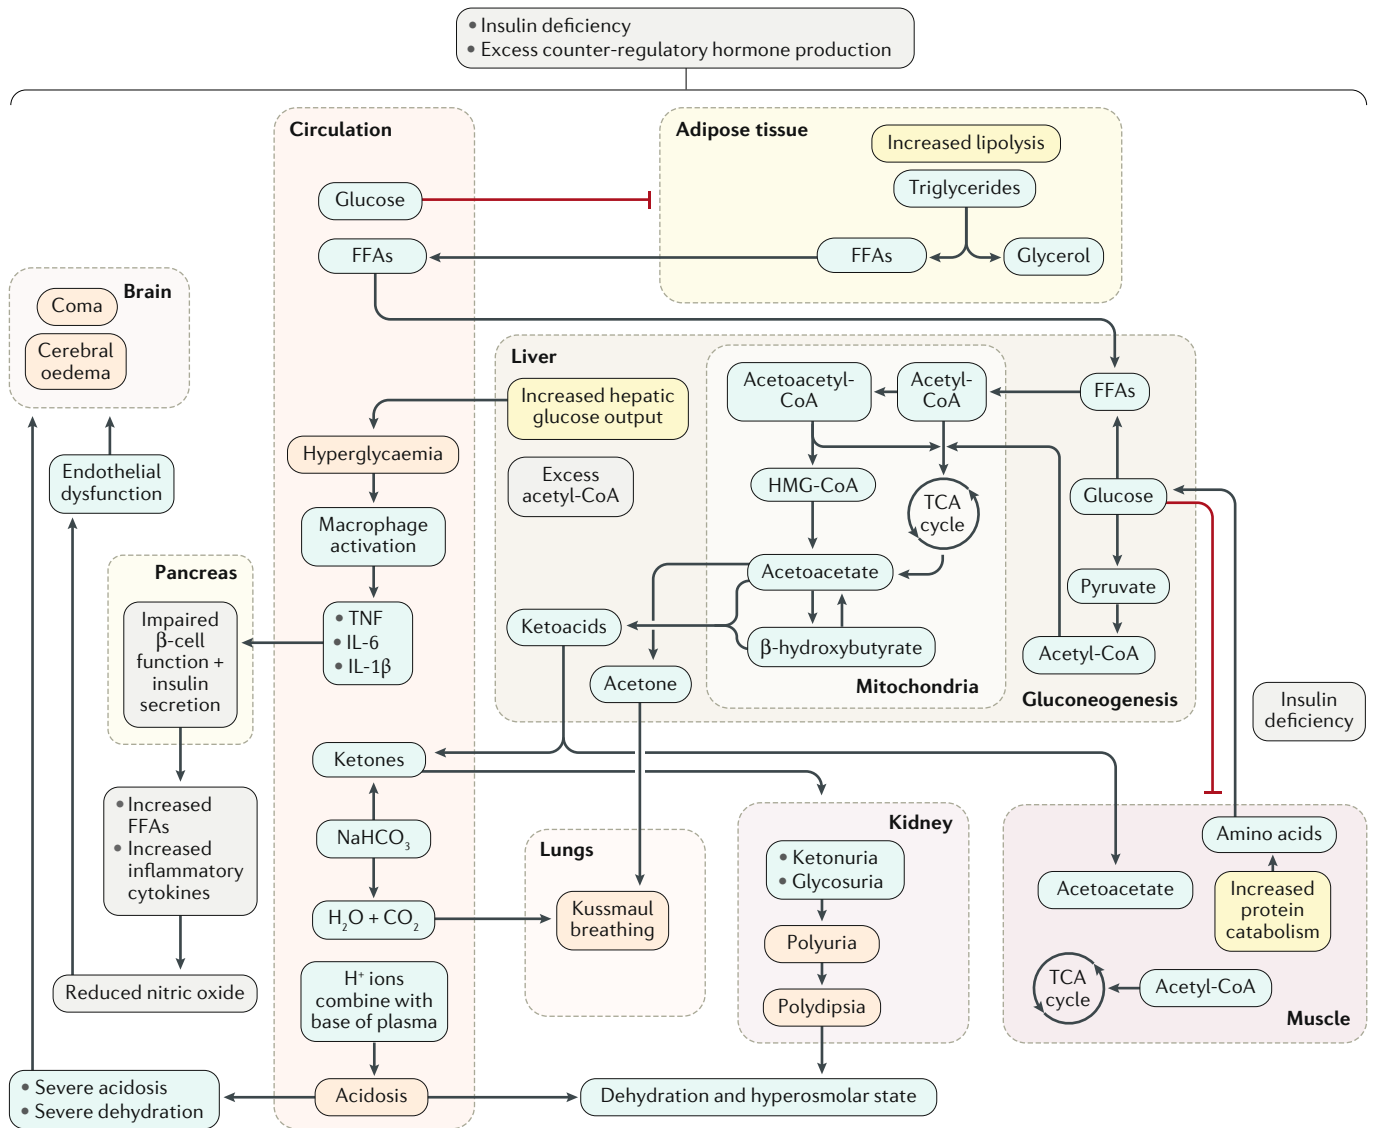 • Insulin deficiency
• Excess counter-regulatory hormone production
Circulation
Glucose
FFAs
Adipose tissue
Increased lipolysis
Triglycerides
FFAs
Glycerol
Brain
Coma
Cerebral
oedema
Endothelial
dysfunction
Liver
Increased hepatic
glucose output
Excess
acetyl-CoA
Acetoacetyl-
CoA
Acetyl-
CoA
FFAs
HMG-CoA
TCA
cycle
Glucose
Acetoacetate
Pyruvate
Ketoacids
β-hydroxybutyrate
Acetyl-CoA
Acetone
Mitochondria
Gluconeogenesis
Hyperglycaemia
Macrophage
activation
• TNF
• IL-6
• IL-1β
Pancreas
Impaired
β-cell
function +
insulin
secretion
• Increased
FFAs
• Increased
inflammatory
cytokines
Reduced nitric oxide
Ketones
NaHCO₃
H₂O + CO₂
H⁺ ions
combine with
base of plasma
Acidosis
• Severe acidosis
• Severe dehydration
Lungs
Kussmaul
breathing
Kidney
• Ketonuria
• Glycosuria
Polyuria
Polydipsia
Dehydration and hyperosmolar state
Insulin
deficiency
Amino acids
Acetoacetate
Increased
protein
catabolism
TCA
cycle
Acetyl-CoA
Muscle